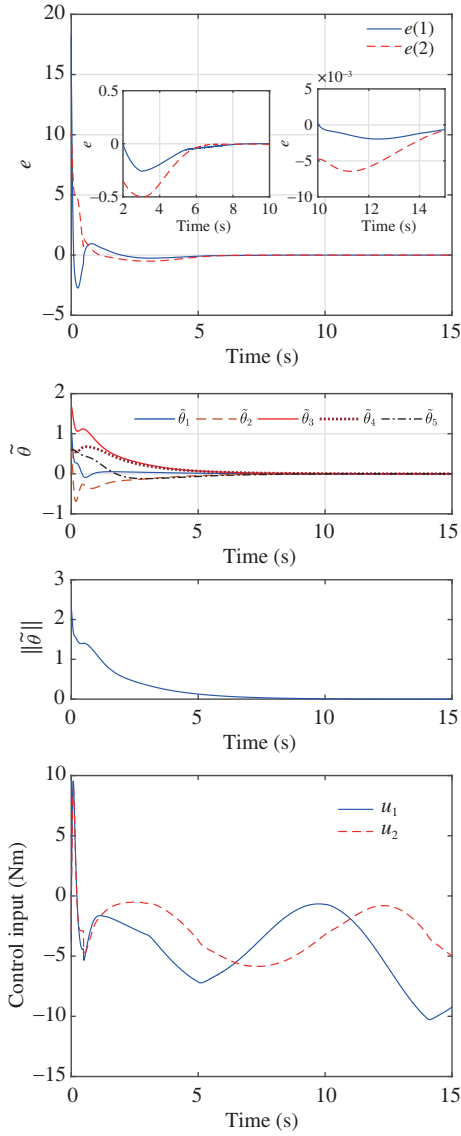 20
15
10
5
0
−5
e
e(1)
e(2)
0.5
0
−0.5
e
2 4 6 8 10
Time (s)
×10⁻³
5
0
−5
−10
e
10 12 14
Time (s)
0 5 10 15
Time (s)
2
1
0
−1
θ̃
θ̃₁ θ̃₂ θ̃₃ θ̃₄ θ̃₅
0 5 10 15
Time (s)
3
2
1
0
||θ̃||
0 5 10 15
Time (s)
10
5
0
−5
−10
−15
Control input (Nm)
u₁
u₂
0 5 10 15
Time (s)